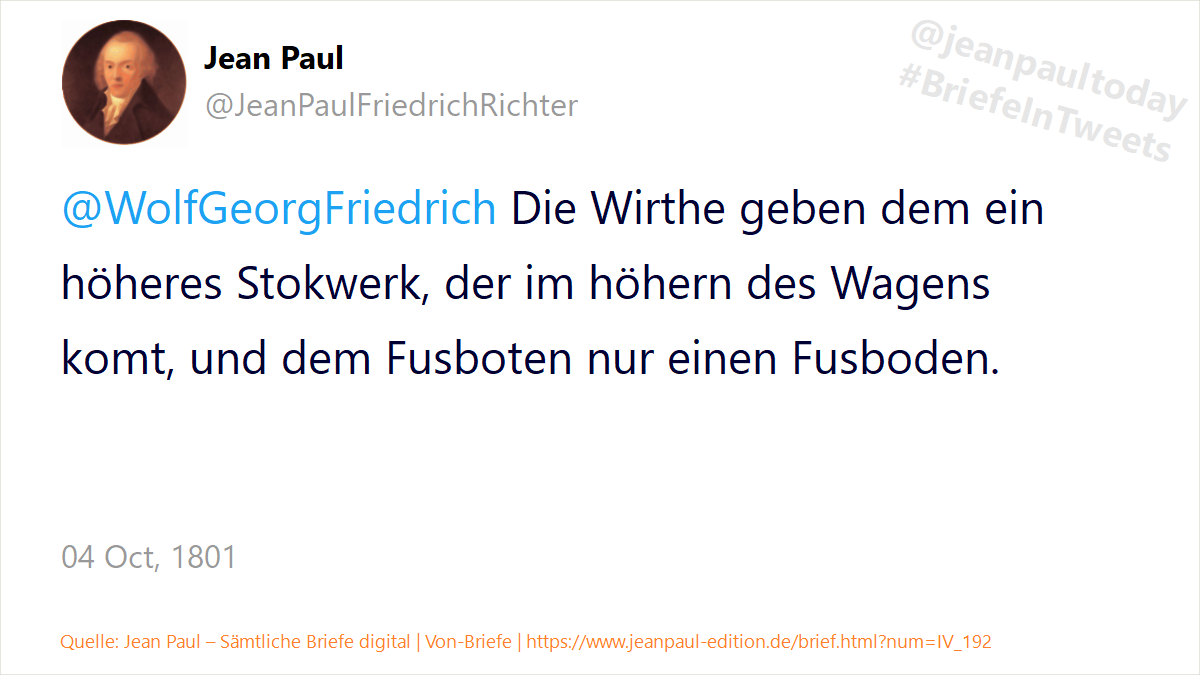 Jean Paul
@JeanPaulFriedrichRichter
@jeanpaultoday
#BriefeInTweets
@WolfGeorgFriedrich Die Wirthe geben dem ein
höheres Stokwerk, der im höhern des Wagens
komt, und dem Fusboten nur einen Fusboden.
04 Oct, 1801
Quelle: Jean Paul – Sämtliche Briefe digital | Von-Briefe | https://www.jeanpaul-edition.de/brief.html?num=IV_192